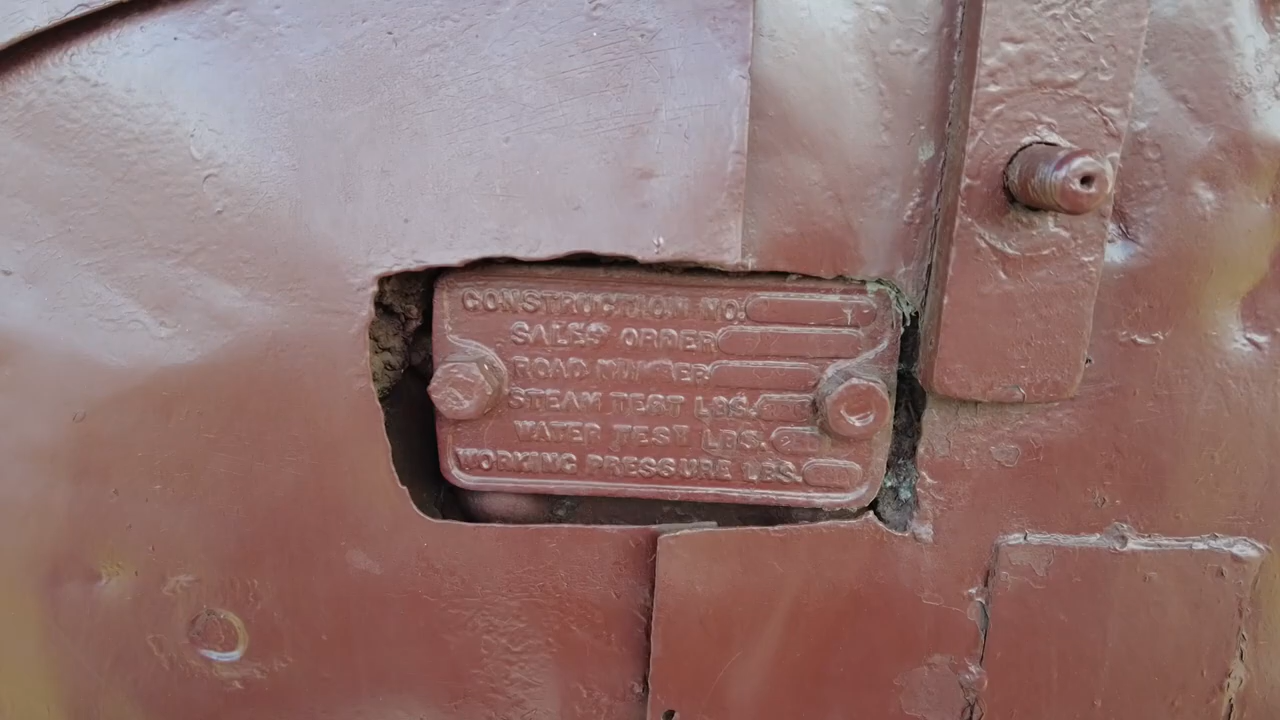 CONSTRUCTION NO.
SALES ORDER
ROAD NUMBER
STEAM TEST LBS.
WATER TEST LBS.
WORKING PRESSURE LBS.